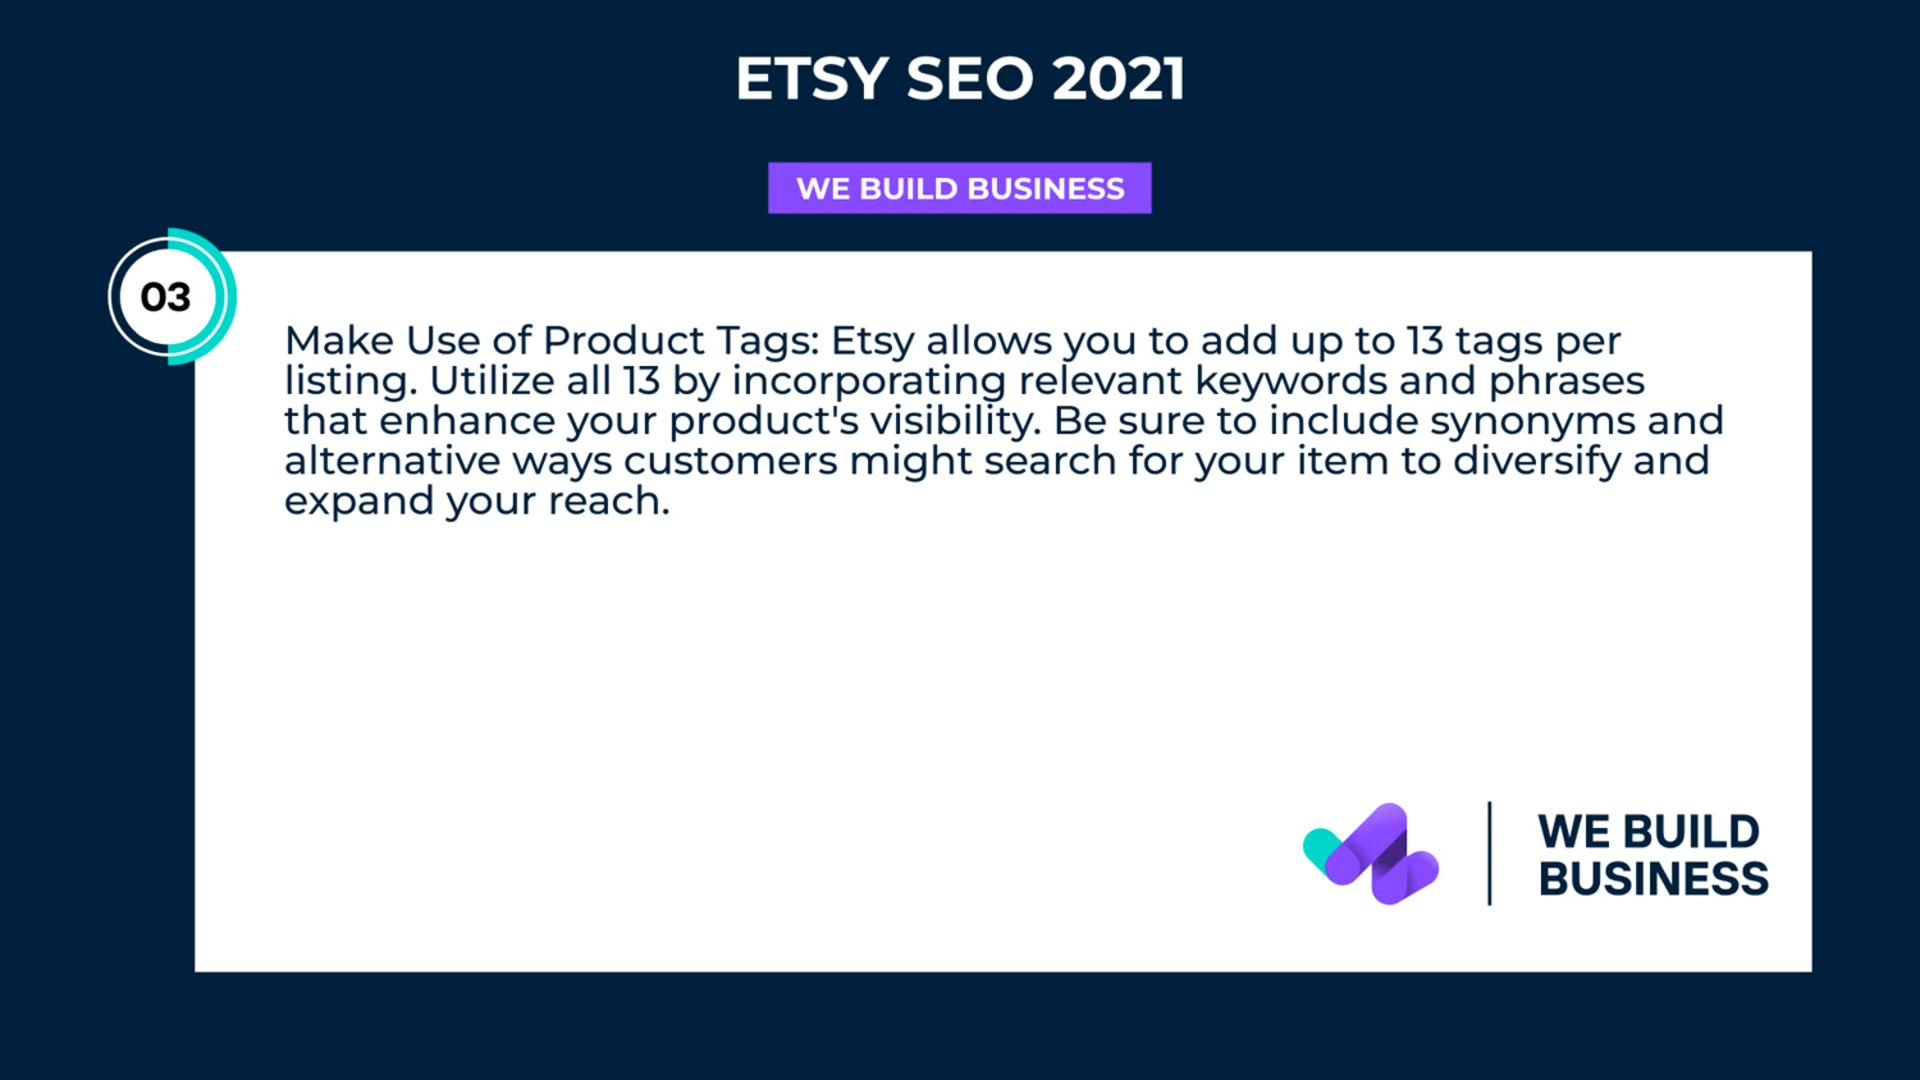 ETSY SEO 2021
WE BUILD BUSINESS
03
Make Use of Product Tags: Etsy allows you to add up to 13 tags per
listing. Utilize all 13 by incorporating relevant keywords and phrases
that enhance your product's visibility. Be sure to include synonyms and
alternative ways customers might search for your item to diversify and
expand your reach.
WE BUILD
BUSINESS